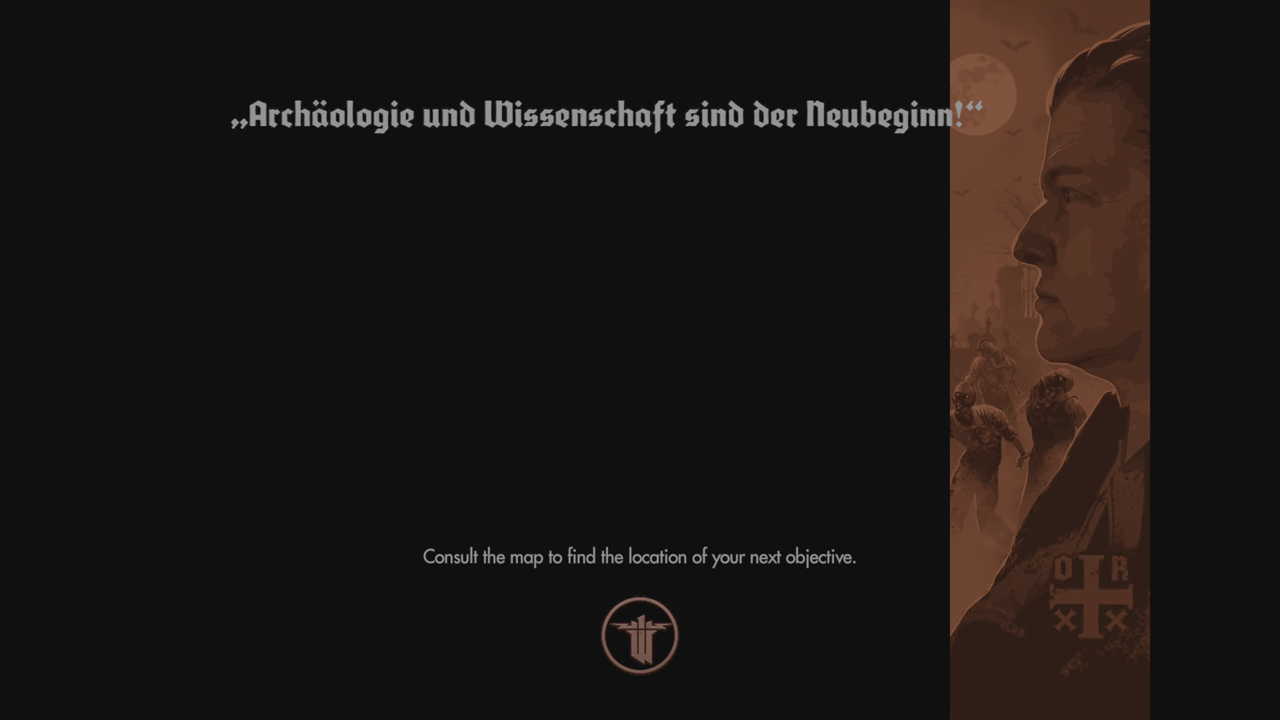 „Archäologie und Wissenschaft sind der Neubeginn!“
Consult the map to find the location of your next objective.
O R
X X